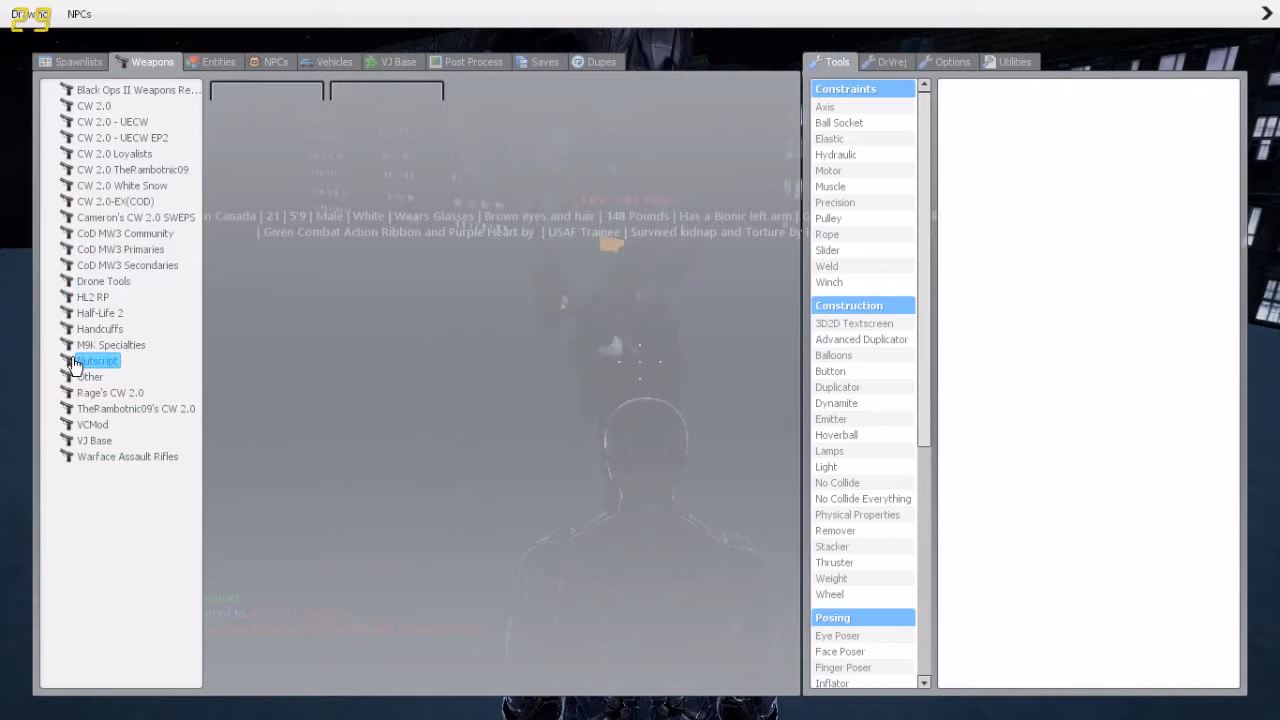 Drawing NPCs
29
Spawnlists Weapons Entities NPCs Vehicles VJ Base Post Process Saves Dupes
Tools DrVrej Options Utilities
Black Ops II Weapons Re...
CW 2.0
CW 2.0 - UECW
CW 2.0 - UECW EP2
CW 2.0 Loyalists
CW 2.0 TheRambotnic09
CW 2.0 White Snow
CW 2.0-EX(COD)
Cameron's CW 2.0 SWEPS
CoD MW3 Community
CoD MW3 Primaries
CoD MW3 Secondaries
Drone Tools
HL2 RP
Half-Life 2
Handcuffs
M9K Specialties
Nutscript
Other
Rage's CW 2.0
TheRambotnic09's CW 2.0
VCMod
VJ Base
Warface Assault Rifles
in Canada | 21 | 5'9 | Male | White | Wears Glasses | Brown eyes and hair | 148 Pounds | Has a Bionic left arm |
| Given Combat Action Ribbon and Purple Heart by | USAF Trainee | Survived kidnap and Torture by
Constraints
Axis
Ball Socket
Elastic
Hydraulic
Motor
Muscle
Precision
Pulley
Rope
Slider
Weld
Winch
Construction
3D2D Textscreen
Advanced Duplicator
Balloons
Button
Duplicator
Dynamite
Emitter
Hoverball
Lamps
Light
No Collide
No Collide Everything
Physical Properties
Remover
Stacker
Thruster
Weight
Wheel
Posing
Eye Poser
Face Poser
Finger Poser
Inflator